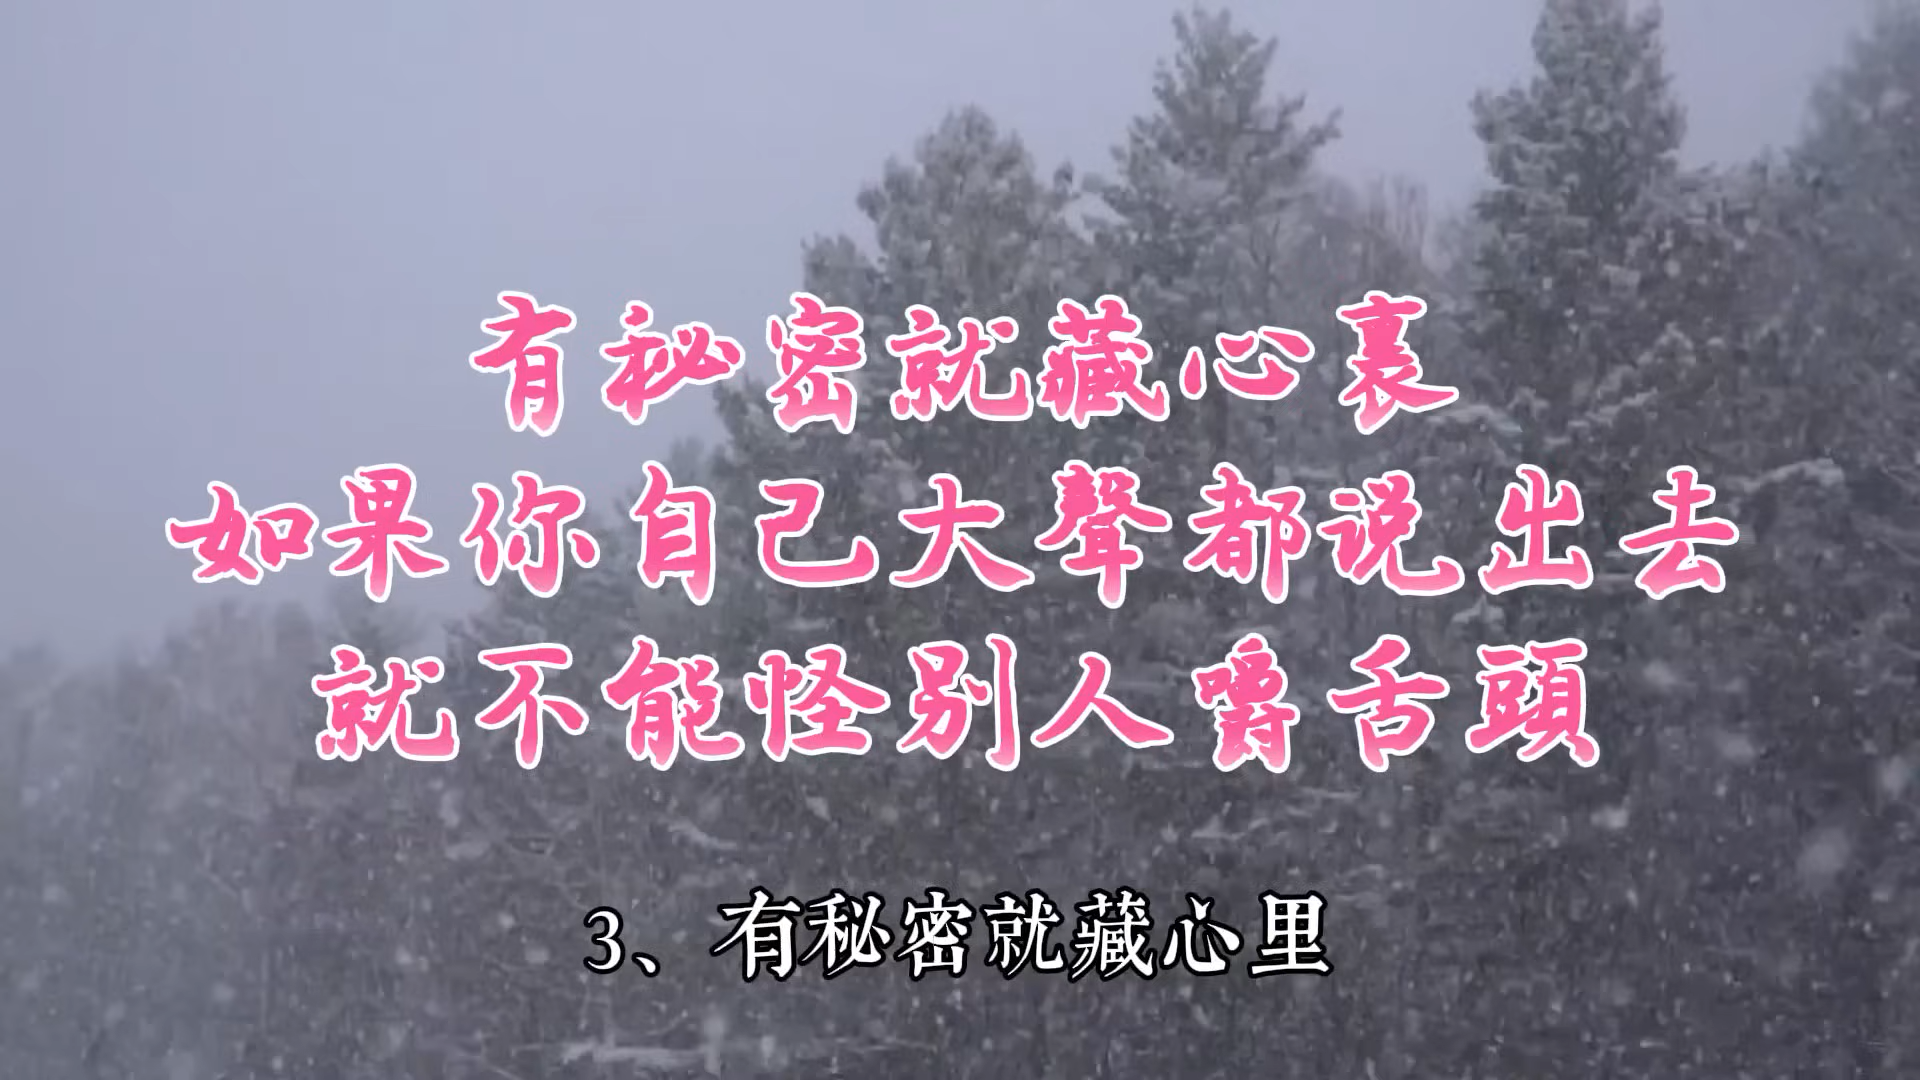 有秘密就藏心裏
如果你自己大聲都说出去
就不能怪别人嚼舌頭
3、有秘密就藏心里